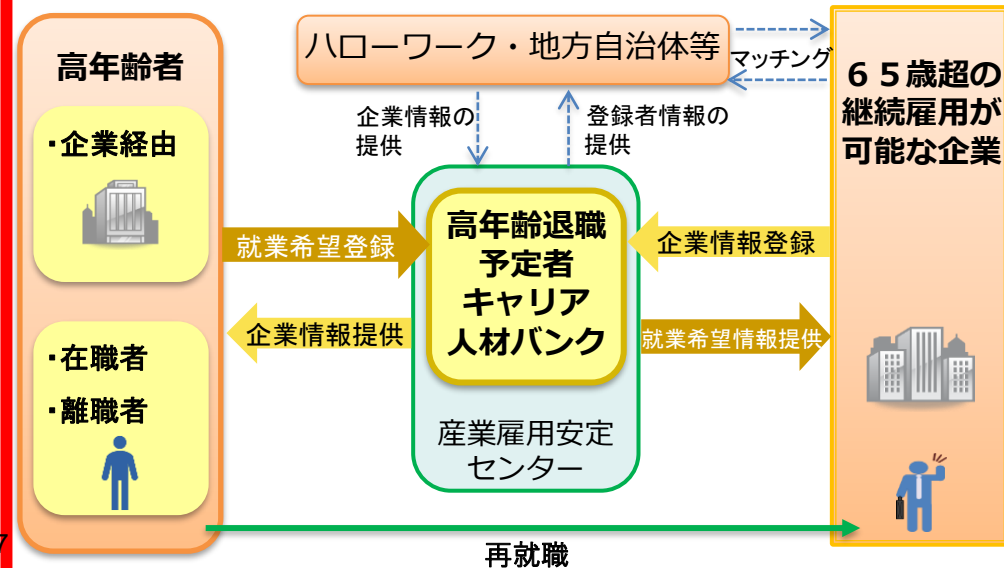 高年齢者
・企業経由
・在職者
・離職者
ハローワーク・地方自治体等
マッチング
企業情報の
提供
登録者情報の
提供
就業希望登録
企業情報提供
高年齢退職
予定者
キャリア
人材バンク
産業雇用安定
センター
企業情報登録
就業希望情報提供
６５歳超の
継続雇用が
可能な企業
再就職
7